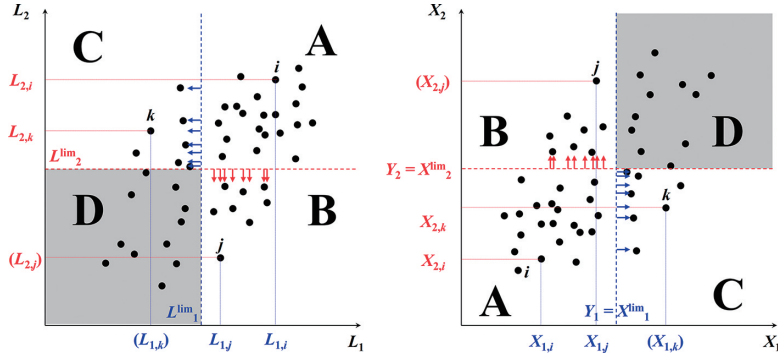 L2
C
A
i
L2,i
k
L2,k
Llim2
D
B
(L2,j)
j
Llim1
L1
(L1,k)
L1,j
L1,i
X2
j
(X2,j)
B
D
Y2 = Xlim2
k
X2,k
X2,i
i
A
C
Y1 = Xlim1
X1
X1,i
X1,j
(X1,k)